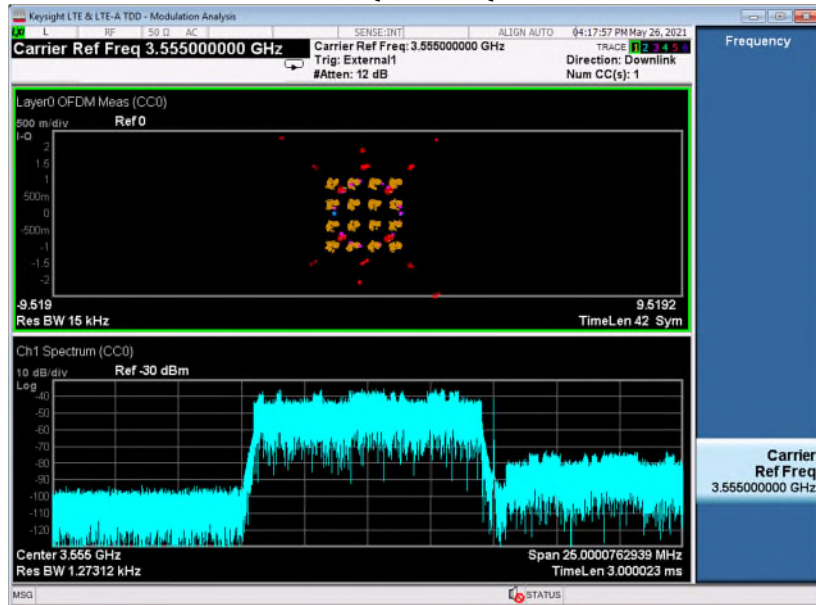 Keysight LTE & LTE-A TDD - Modulation Analysis
L RF 50 Ω AC SENSE:INT ALIGN AUTO 04:17:57 PM May 26, 2021
Carrier Ref Freq 3.555000000 GHz
Carrier Ref Freq: 3.555000000 GHz
Trig: External1
#Atten: 12 dB
TRACE 1 2 3 4 5 6
Direction: Downlink
Num CC(s): 1
Frequency
Layer0 OFDM Meas (CC0)
500 m/div Ref 0
I-Q
2
1.5
1
500m
0
-500m
-1
-1.5
-2
-9.519 9.5192
Res BW 15 kHz TimeLen 42 Sym
Ch1 Spectrum (CC0)
10 dB/div Ref -30 dBm
Log
-40
-50
-60
-70
-80
-90
-100
-110
-120
Center 3.555 GHz Span 25.0000762939 MHz
Res BW 1.27312 kHz TimeLen 3.000023 ms
Carrier
Ref Freq
3.555000000 GHz
MSG STATUS